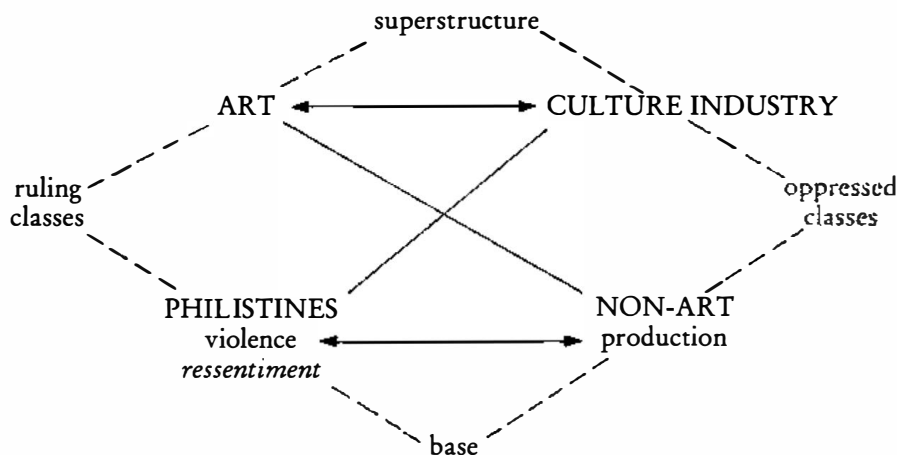 superstructure
ART
CULTURE INDUSTRY
ruling
classes
oppressed
classes
PHILISTINES
violence
ressentiment
NON-ART
production
base